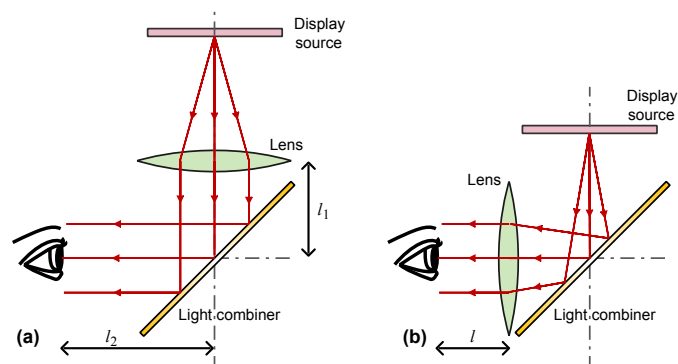 Display
source
Lens
l1
Light combiner
(a)
l2
Display
source
Lens
Light combiner
(b)
l